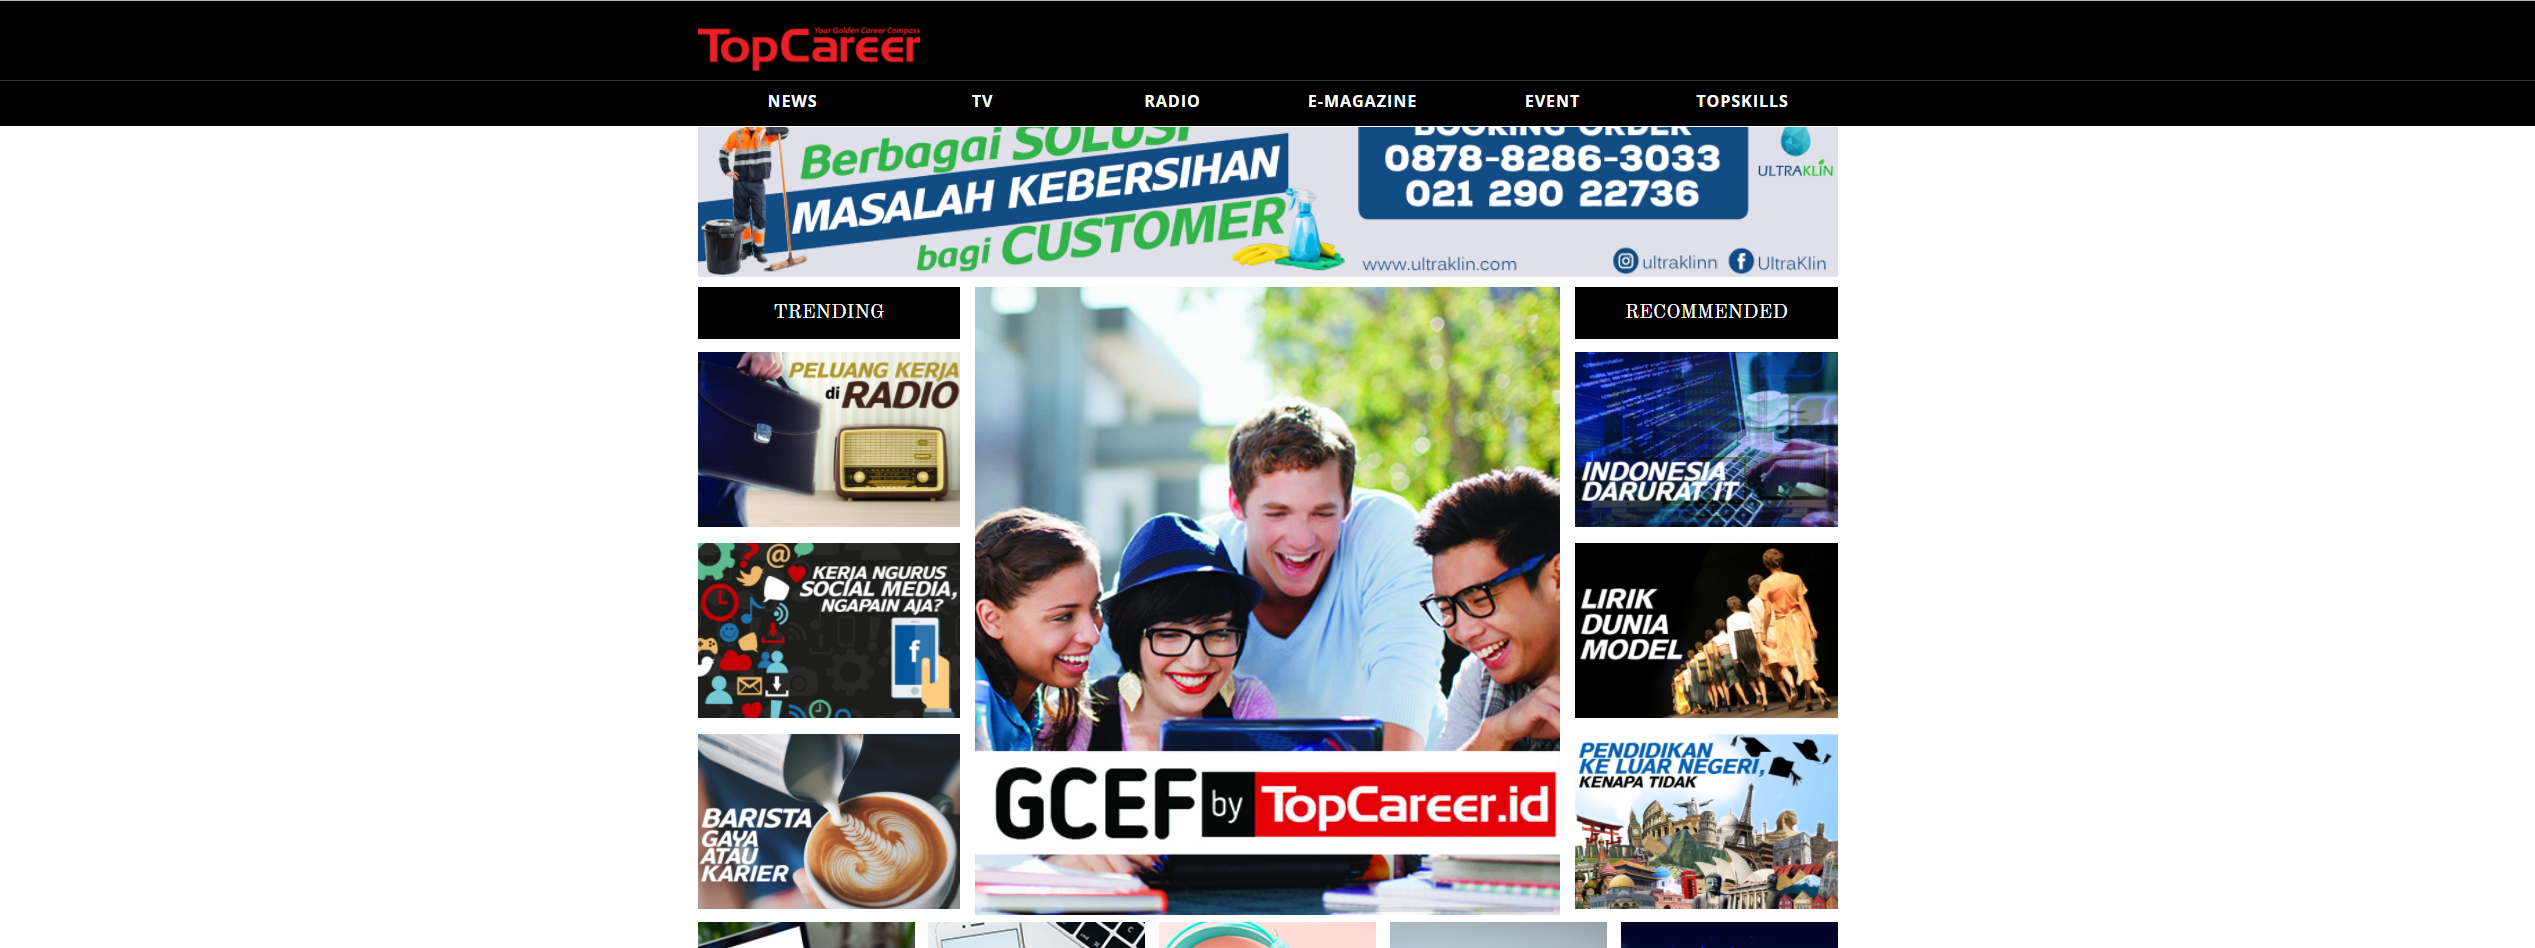 Your Golden Career Compass
TopCareer
NEWS TV RADIO E-MAGAZINE EVENT TOPSKILLS
Berbagai SOLUSI
MASALAH KEBERSIHAN
bagi CUSTOMER
BOOKING ORDER
0878-8286-3033
021 290 22736
ULTRAKLIN
www.ultraklin.com
ultraklinn
UltraKlin
TRENDING
PELUANG KERJA
di RADIO
KERJA NGURUS
SOCIAL MEDIA,
NGAPAIN AJA?
BARISTA
GAYA
ATAU
KARIER
GCEF by TopCareer.id
RECOMMENDED
INDONESIA
DARURAT IT
LIRIK
DUNIA
MODEL
PENDIDIKAN
KE LUAR NEGERI,
KENAPA TIDAK